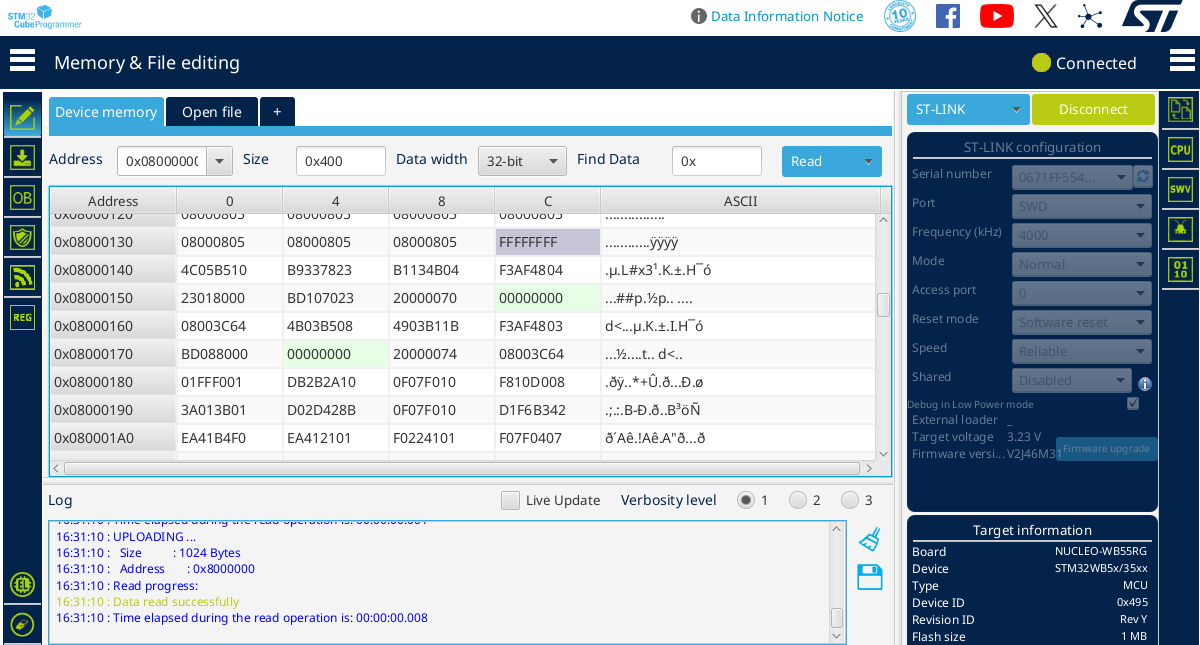 STM32
CubeProgrammer
Data Information Notice
10
YEARS
Memory & File editing
Connected
Device memory
Open file
+
Address
0x08000000
Size
0x400
Data width
32-bit
Find Data
0x
Read
Address 0 4 8 C ASCII
0x08000120 08000805 08000805 08000805 08000805 ................
0x08000130 08000805 08000805 08000805 FFFFFFFF ............ÿÿÿÿ
0x08000140 4C05B510 B9337823 B1134B04 F3AF4804 .µ.L#x3¹.K.±.H¯ó
0x08000150 23018000 BD107023 20000070 00000000 ...##p.½p.. ....
0x08000160 08003C64 4B03B508 4903B11B F3AF4803 d<...µ.K.±.I.H¯ó
0x08000170 BD088000 00000000 20000074 08003C64 ...½....t.. d<..
0x08000180 01FFF001 DB2B2A10 0F07F010 F810D008 .ðÿ..*+Û.ð...Ð.ø
0x08000190 3A013B01 D02D428B 0F07F010 D1F6B342 .;.:.B-Ð.ð..B³öÑ
0x080001A0 EA41B4F0 EA412101 F0224101 F07F0407 ð´Aê.!Aê.A"ð...ð
Log
Live Update
Verbosity level
1
2
3
16:31:10 : Time elapsed during the read operation is: 00:00:00.001
16:31:10 : UPLOADING ...
16:31:10 : Size : 1024 Bytes
16:31:10 : Address : 0x8000000
16:31:10 : Read progress:
16:31:10 : Data read successfully
16:31:10 : Time elapsed during the read operation is: 00:00:00.008
OB
REG
EL
ST-LINK
Disconnect
ST-LINK configuration
Serial number 0671FF554...
Port SWD
Frequency (kHz) 4000
Mode Normal
Access port 0
Reset mode Software reset
Speed Reliable
Shared Disabled
Debug in Low Power mode
External loader _
Target voltage 3.23 V
Firmware versi... V2J46M31
Firmware upgrade
Target information
Board NUCLEO-WB55RG
Device STM32WB5x/35xx
Type MCU
Device ID 0x495
Revision ID Rev Y
Flash size 1 MB
CPU
SWV
01
10